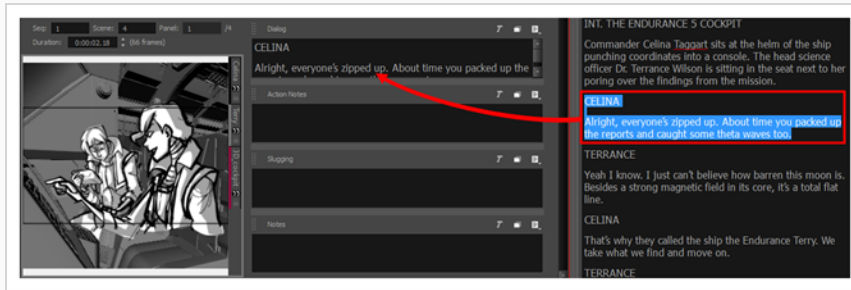 Seq: 1 Scene: 4 Panel: 1 /4
Duration: 0:00:02.18 (66 frames)
Celina
Terry
3D_cockpit
Dialog
CELINA
Alright, everyone's zipped up. About time you packed up the
Action Notes
Slugging
Notes
INT. THE ENDURANCE 5 COCKPIT
Commander Celina Taggart sits at the helm of the ship
punching coordinates into a console. The head science
officer Dr. Terrance Wilson is sitting in the seat next to her
poring over the findings from the mission.
CELINA
Alright, everyone's zipped up. About time you packed up
the reports and caught some theta waves too.
TERRANCE
Yeah I know. I just can't believe how barren this moon is.
Besides a strong magnetic field in its core, it's a total flat
line.
CELINA
That's why they called the ship the Endurance Terry. We
take what we find and move on.
TERRANCE